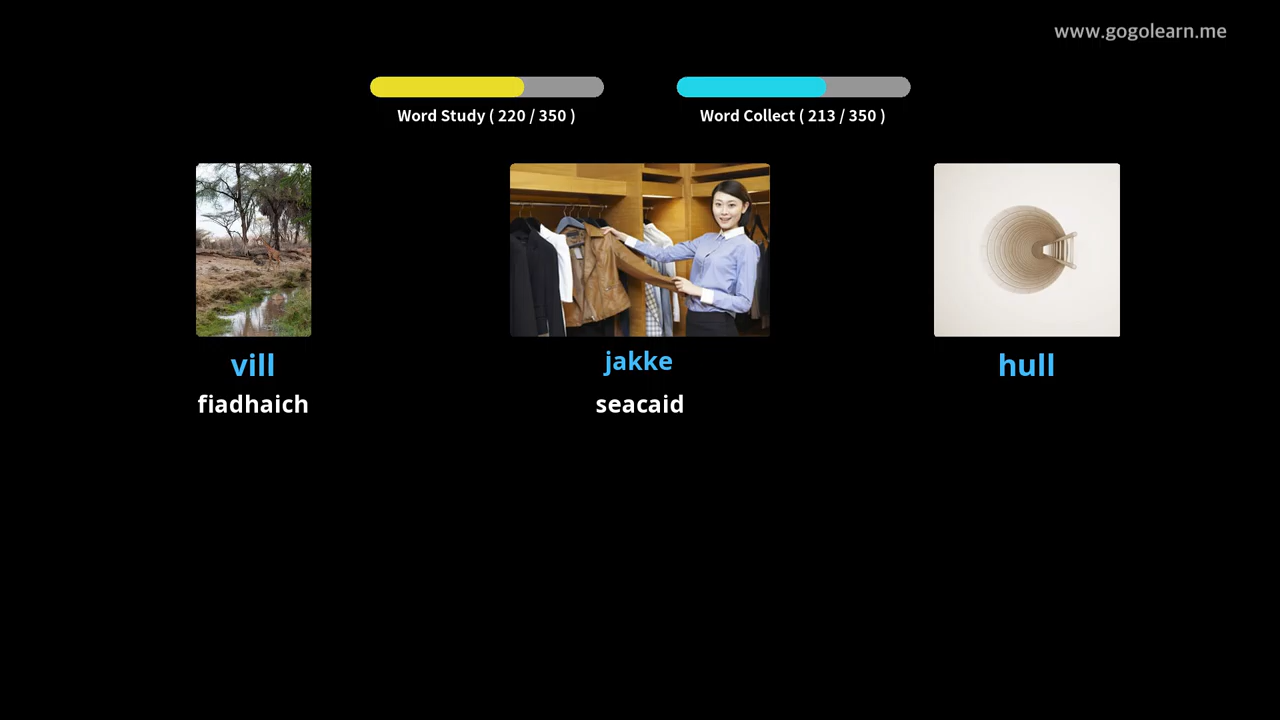 www.gogolearn.me
Word Study ( 220 / 350 )
Word Collect ( 213 / 350 )
vill
jakke
hull
fiadhaich
seacaid